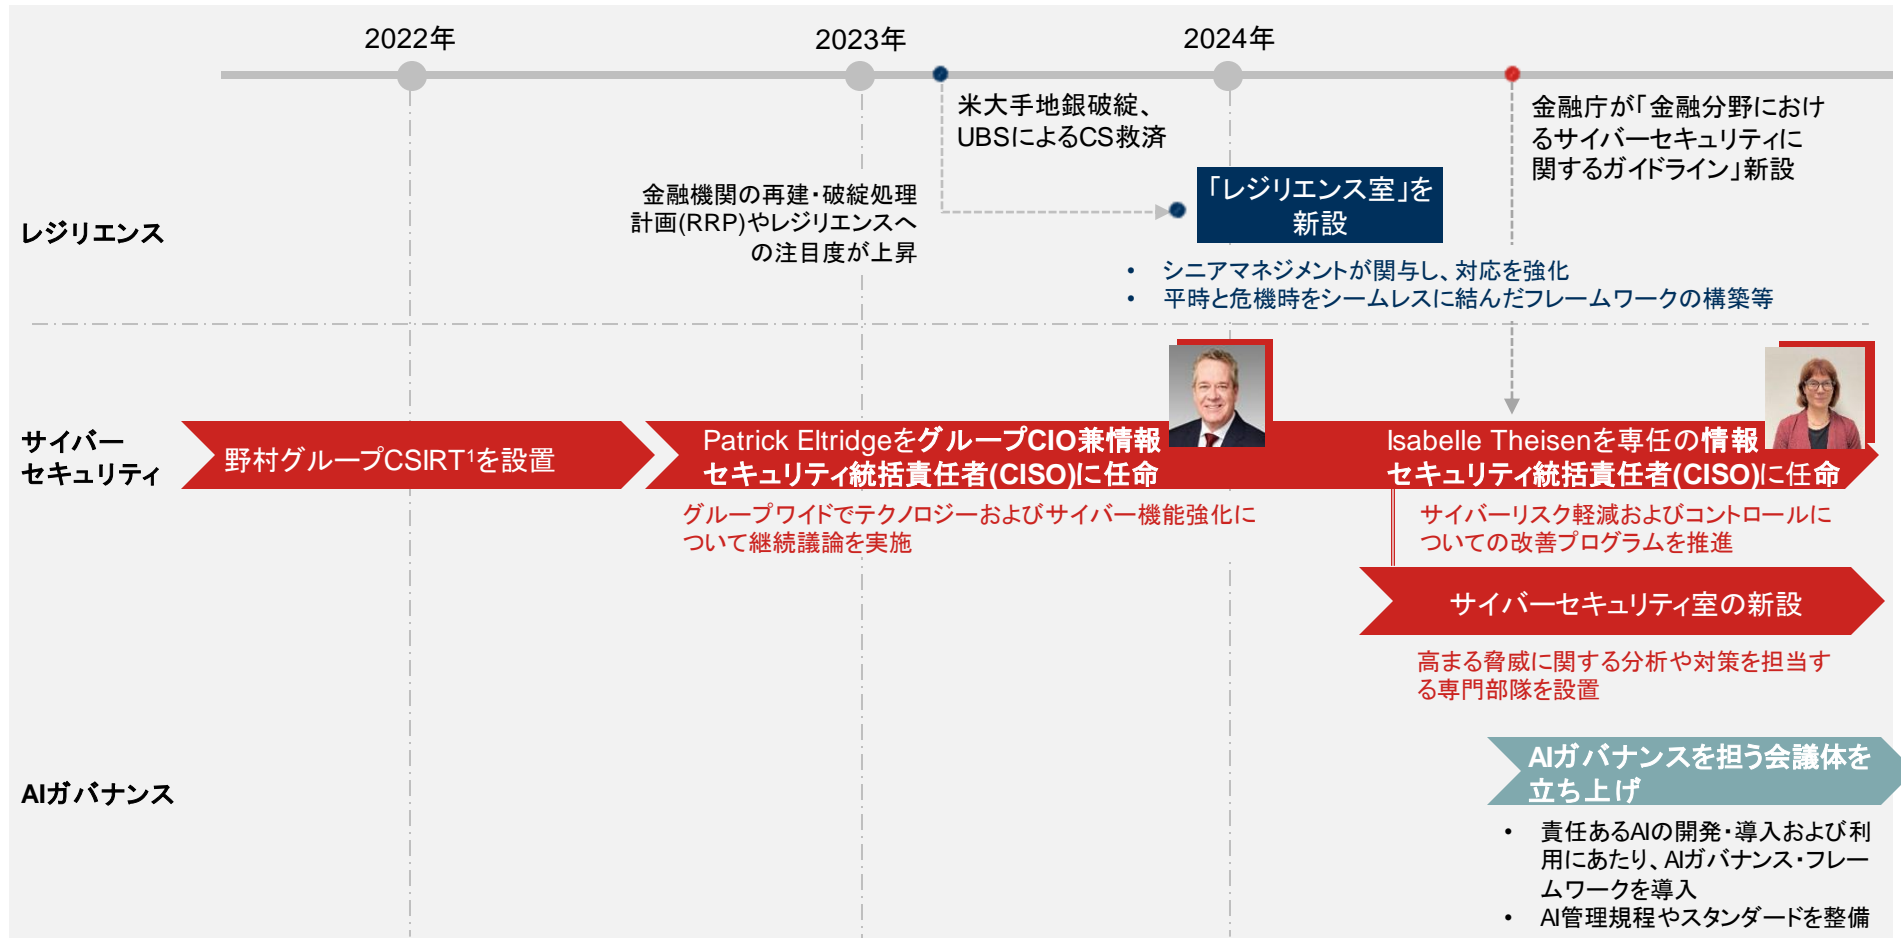 2022年
2023年
2024年
米大手地銀破綻、
UBSによるCS救済
金融庁が「金融分野におけ
るサイバーセキュリティに
関するガイドライン」新設
レジリエンス
金融機関の再建・破綻処理
計画(RRP)やレジリエンスへ
の注目度が上昇
「レジリエンス室」を
新設
• シニアマネジメントが関与し、対応を強化
• 平時と危機時をシームレスに結んだフレームワークの構築等
サイバー
セキュリティ
野村グループCSIRT¹を設置
Patrick EltridgeをグループCIO兼情報
セキュリティ統括責任者(CISO)に任命
Isabelle Theisenを専任の情報
セキュリティ統括責任者(CISO)に任命
グループワイドでテクノロジーおよびサイバー機能強化に
ついて継続議論を実施
サイバーリスク軽減およびコントロールに
ついての改善プログラムを推進
サイバーセキュリティ室の新設
高まる脅威に関する分析や対策を担当す
る専門部隊を設置
AIガバナンス
AIガバナンスを担う会議体を
立ち上げ
• 責任あるAIの開発・導入および利
用にあたり、AIガバナンス・フレー
ムワークを導入
• AI管理規程やスタンダードを整備